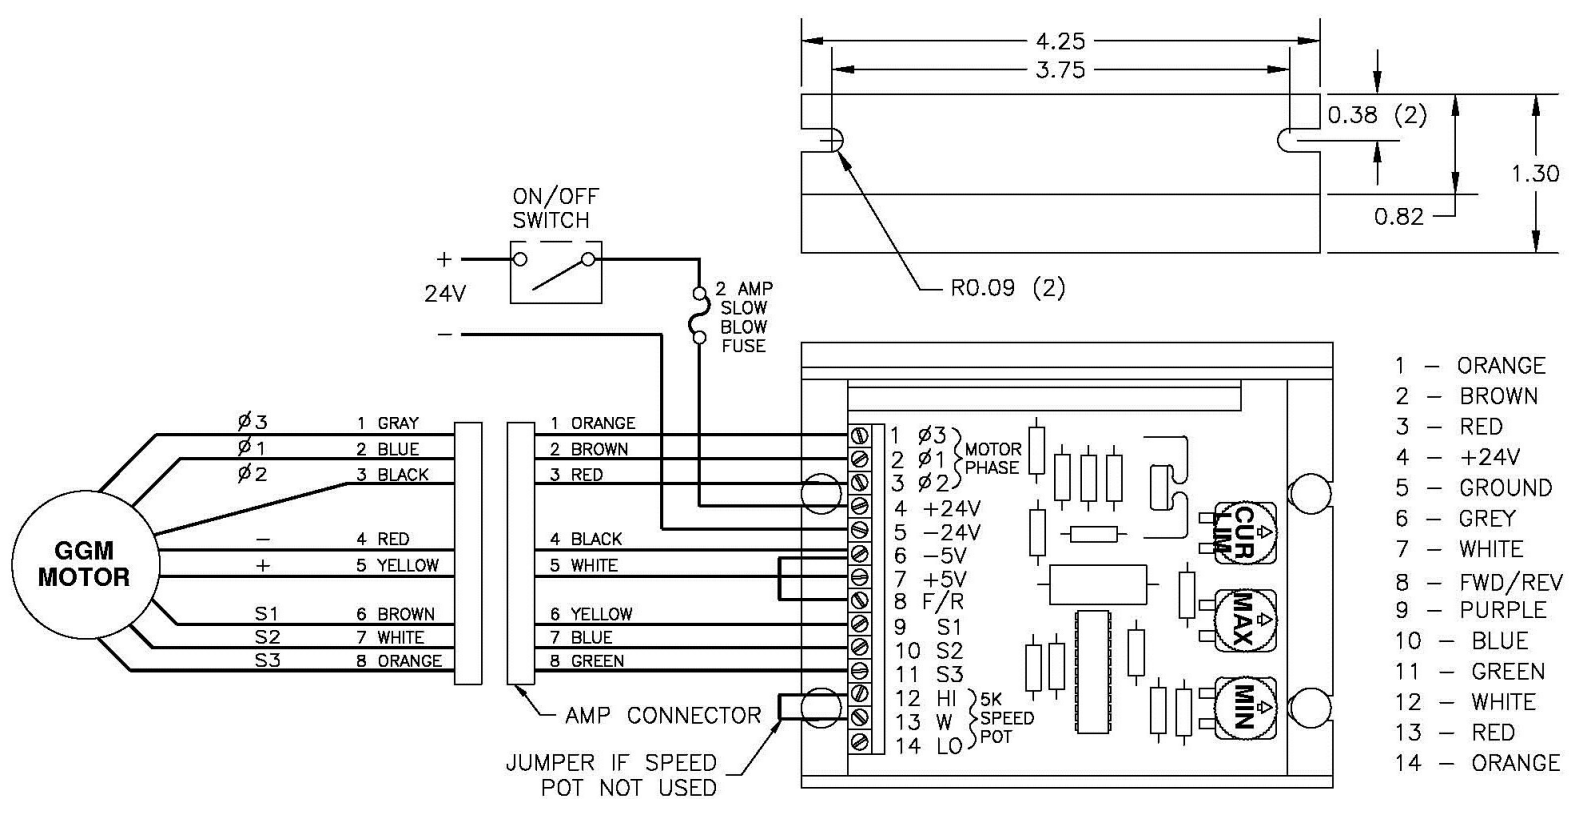 4.25
3.75
0.38 (2)
1.30
0.82
R0.09 (2)
ON/OFF
SWITCH
+
24V
−
2 AMP
SLOW
BLOW
FUSE
GGM
MOTOR
Ø3 1 GRAY
Ø1 2 BLUE
Ø2 3 BLACK
− 4 RED
+ 5 YELLOW
S1 6 BROWN
S2 7 WHITE
S3 8 ORANGE
1 ORANGE
2 BROWN
3 RED
4 BLACK
5 WHITE
6 YELLOW
7 BLUE
8 GREEN
AMP CONNECTOR
JUMPER IF SPEED
POT NOT USED
1 Ø3
2 Ø1
3 Ø2
MOTOR
PHASE
4 +24V
5 −24V
6 −5V
7 +5V
8 F/R
9 S1
10 S2
11 S3
12 HI
13 W
14 LO
5K
SPEED
POT
CUR
LIM
MAX
MIN
1 − ORANGE
2 − BROWN
3 − RED
4 − +24V
5 − GROUND
6 − GREY
7 − WHITE
8 − FWD/REV
9 − PURPLE
10 − BLUE
11 − GREEN
12 − WHITE
13 − RED
14 − ORANGE